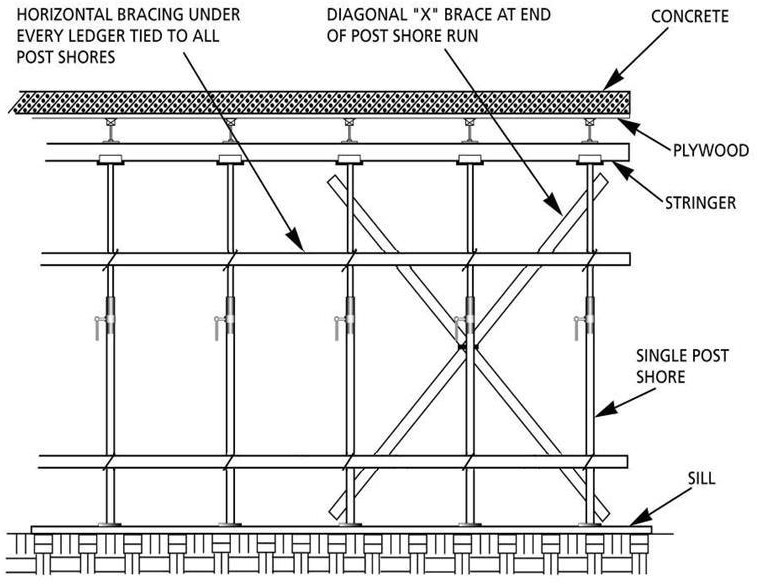 HORIZONTAL BRACING UNDER
EVERY LEDGER TIED TO ALL
POST SHORES
DIAGONAL "X" BRACE AT END
OF POST SHORE RUN
CONCRETE
PLYWOOD
STRINGER
SINGLE POST
SHORE
SILL